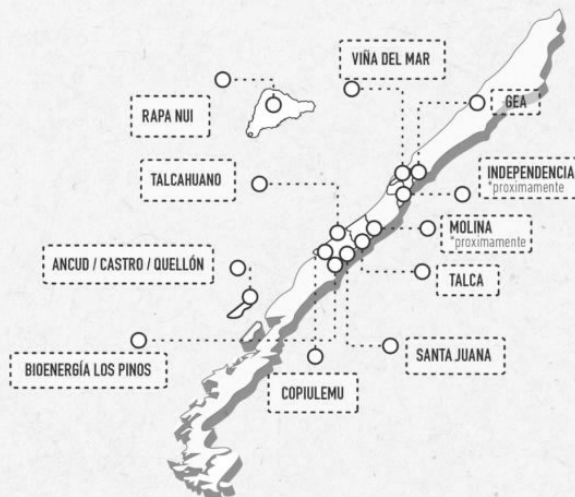 VIÑA DEL MAR
GEA
RAPA NUI
INDEPENDENCIA
*proximamente
TALCAHUANO
MOLINA
*proximamente
ANCUD / CASTRO / QUELLÓN
TALCA
BIOENERGÍA LOS PINOS
SANTA JUANA
COPIULEMU